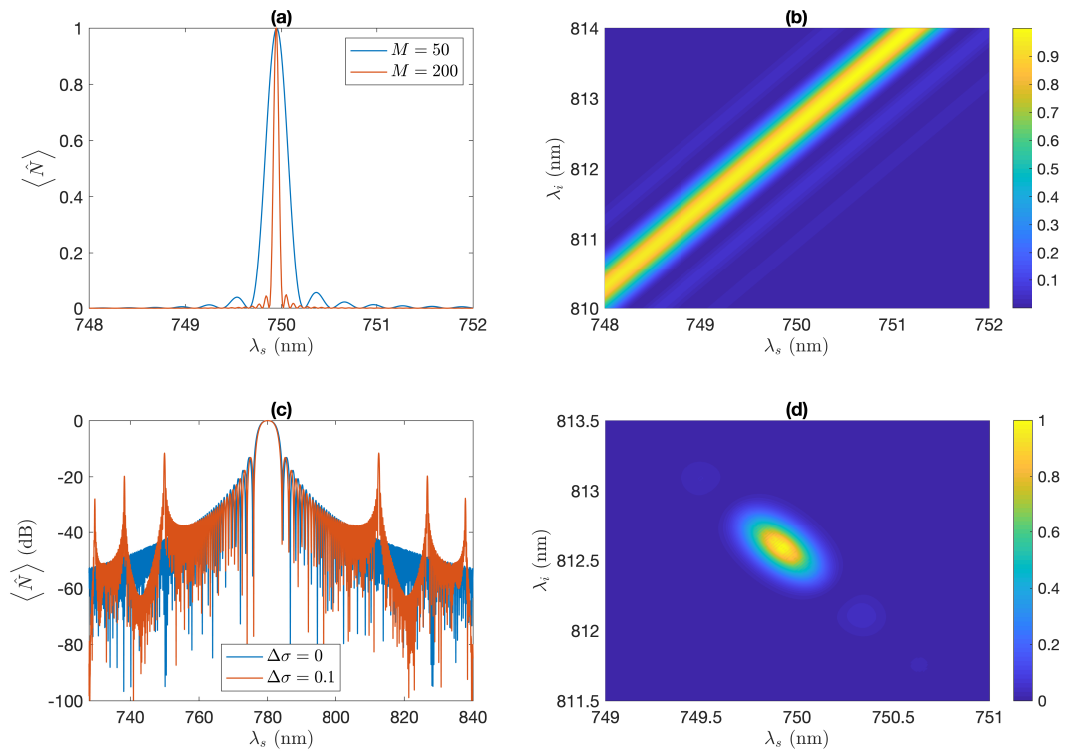 (a)
1
0.8
0.6
0.4
0.2
0
⟨N̂⟩
M = 50
M = 200
748 749 750 751 752
λs (nm)
(b)
814
813
812
811
810
λi (nm)
748 749 750 751 752
λs (nm)
0.9
0.8
0.7
0.6
0.5
0.4
0.3
0.2
0.1
(c)
0
-20
-40
-60
-80
-100
⟨N̂⟩ (dB)
Δσ = 0
Δσ = 0.1
740 760 780 800 820 840
λs (nm)
(d)
813.5
813
812.5
812
811.5
λi (nm)
749 749.5 750 750.5 751
λs (nm)
1
0.8
0.6
0.4
0.2
0